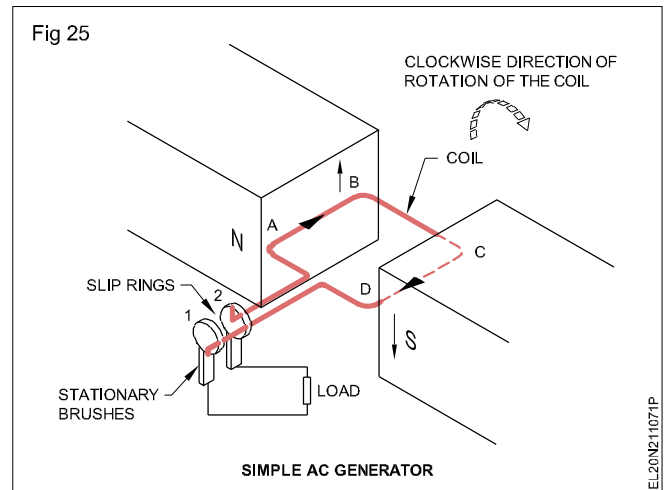 Fig 25
CLOCKWISE DIRECTION OF
ROTATION OF THE COIL
COIL
B
A
N
C
D
SLIP RINGS
2
1
S
STATIONARY
BRUSHES
LOAD
SIMPLE AC GENERATOR
EL20N211071P